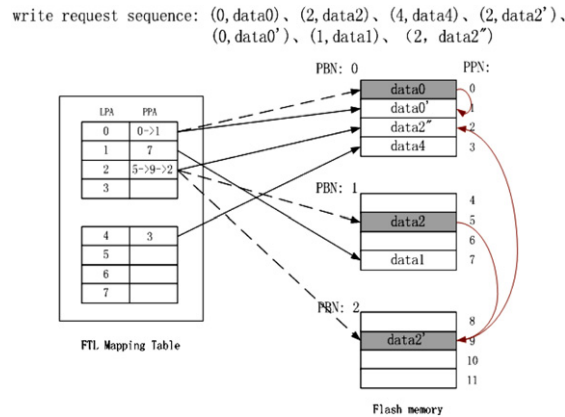 write request sequence: (0,data0)、(2,data2)、(4,data4)、(2,data2')、
(0,data0')、(1,data1)、(2, data2")
PBN: 0
PPN:
data0
0
data0'
1
data2"
2
data4
3
LPA PPA
0 0->1
1 7
2 5->9->2
3
4 3
5
6
7
FTL Mapping Table
PBN: 1
4
data2
5
6
data1
7
PBN: 2
8
data2'
9
10
11
Flash memory